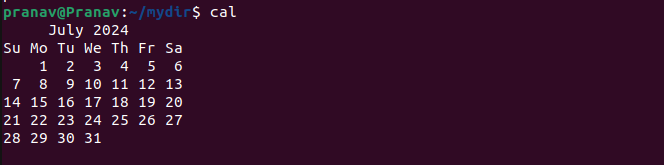 pranav@Pranav:~/mydir$ cal
     July 2024
Su Mo Tu We Th Fr Sa
    1  2  3  4  5  6
 7  8  9 10 11 12 13
14 15 16 17 18 19 20
21 22 23 24 25 26 27
28 29 30 31